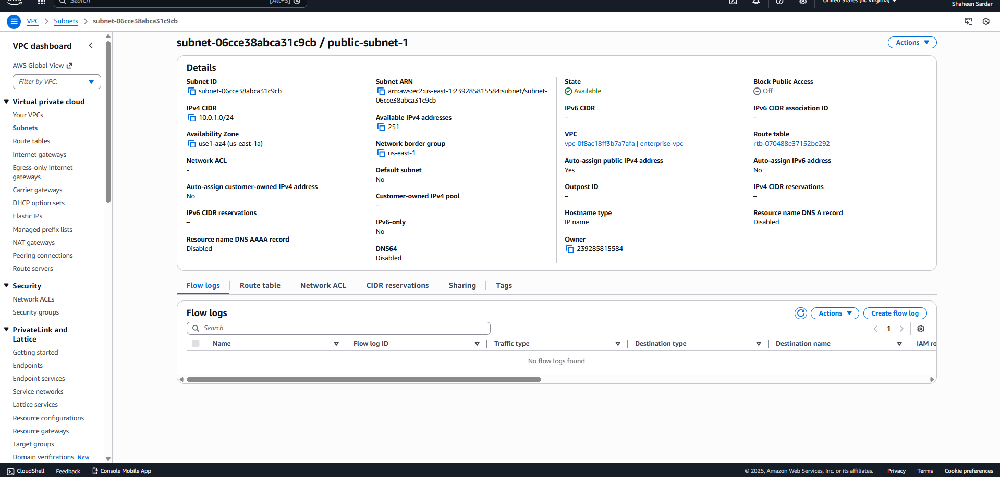 aws
Search
[Alt+S]
United States (N. Virginia)
Shaheen Sardar
VPC
Subnets
subnet-06cce38abca31c9cb
VPC dashboard
AWS Global View
Filter by VPC:
Virtual private cloud
Your VPCs
Subnets
Route tables
Internet gateways
Egress-only Internet
gateways
Carrier gateways
DHCP option sets
Elastic IPs
Managed prefix lists
NAT gateways
Peering connections
Route servers
Security
Network ACLs
Security groups
PrivateLink and
Lattice
Getting started
Endpoints
Endpoint services
Service networks
Lattice services
Resource configurations
Resource gateways
Target groups
Domain verifications New
subnet-06cce38abca31c9cb / public-subnet-1
Actions
Details
Subnet ID
subnet-06cce38abca31c9cb
IPv4 CIDR
10.0.1.0/24
Availability Zone
use1-az4 (us-east-1a)
Network ACL
-
Auto-assign customer-owned IPv4 address
No
IPv6 CIDR reservations
–
Resource name DNS AAAA record
Disabled
Subnet ARN
arn:aws:ec2:us-east-1:239285815584:subnet/subnet-
06cce38abca31c9cb
Available IPv4 addresses
251
Network border group
us-east-1
Default subnet
No
Customer-owned IPv4 pool
–
IPv6-only
No
DNS64
Disabled
State
Available
IPv6 CIDR
–
VPC
vpc-0f8ac18ff3b7a7afa | enterprise-vpc
Auto-assign public IPv4 address
Yes
Outpost ID
–
Hostname type
IP name
Owner
239285815584
Block Public Access
Off
IPv6 CIDR association ID
–
Route table
rtb-070488e37152be292
Auto-assign IPv6 address
No
IPv4 CIDR reservations
–
Resource name DNS A record
Disabled
Flow logs
Route table
Network ACL
CIDR reservations
Sharing
Tags
Flow logs
Actions
Create flow log
Search
1
Name
Flow log ID
Traffic type
Destination type
Destination name
IAM ro
No flow logs found
CloudShell
Feedback
Console Mobile App
© 2025, Amazon Web Services, Inc. or its affiliates.
Privacy
Terms
Cookie preferences